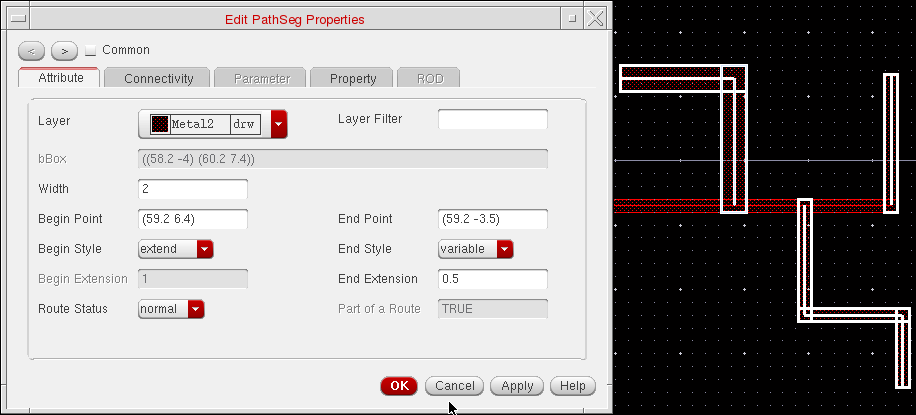 Edit PathSeg Properties
< > Common
Attribute Connectivity Parameter Property ROD
Layer Metal2 drw Layer Filter
bBox ((58.2 -4) (60.2 7.4))
Width 2
Begin Point (59.2 6.4) End Point (59.2 -3.5)
Begin Style extend End Style variable
Begin Extension 1 End Extension 0.5
Route Status normal Part of a Route TRUE
OK Cancel Apply Help